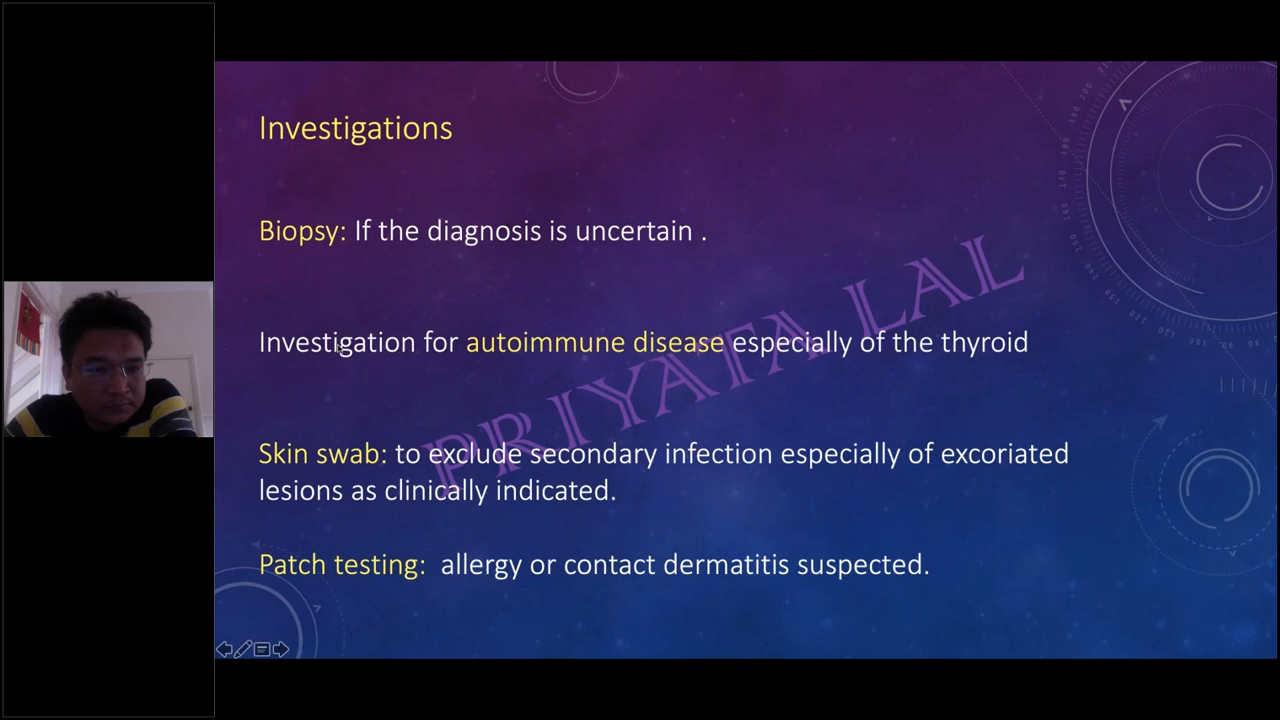 Investigations
Biopsy: If the diagnosis is uncertain .
Investigation for autoimmune disease especially of the thyroid
Skin swab: to exclude secondary infection especially of excoriated
lesions as clinically indicated.
Patch testing: allergy or contact dermatitis suspected.
PRIYATA LAL